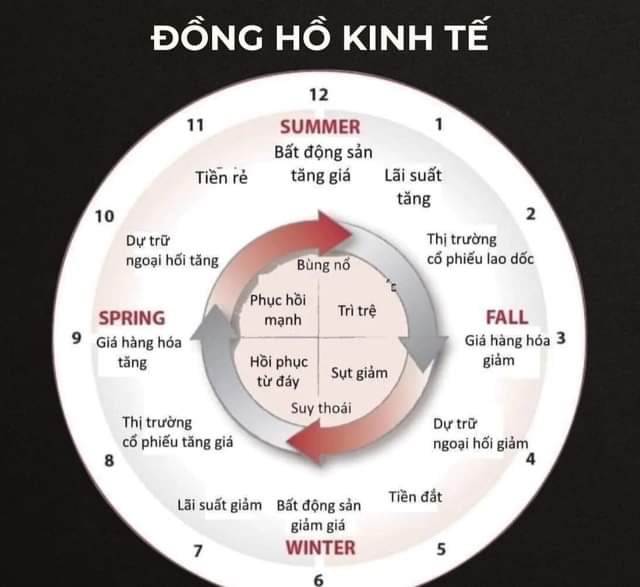 ĐỒNG HỒ KINH TẾ
12
SUMMER
Bất động sản
tăng giá
1
Lãi suất
tăng
2
Thị trường
cổ phiếu lao dốc
FALL
3
Giá hàng hóa
giảm
Dự trữ
ngoại hối giảm
4
Tiền đắt
5
Bất động sản
giảm giá
WINTER
6
Lãi suất giảm
7
Thị trường
cổ phiếu tăng giá
8
SPRING
9
Giá hàng hóa
tăng
10
Dự trữ
ngoại hối tăng
11
Tiền rẻ
Bùng nổ
Phục hồi
mạnh
Trì trệ
Hồi phục
từ đáy
Sụt giảm
Suy thoái